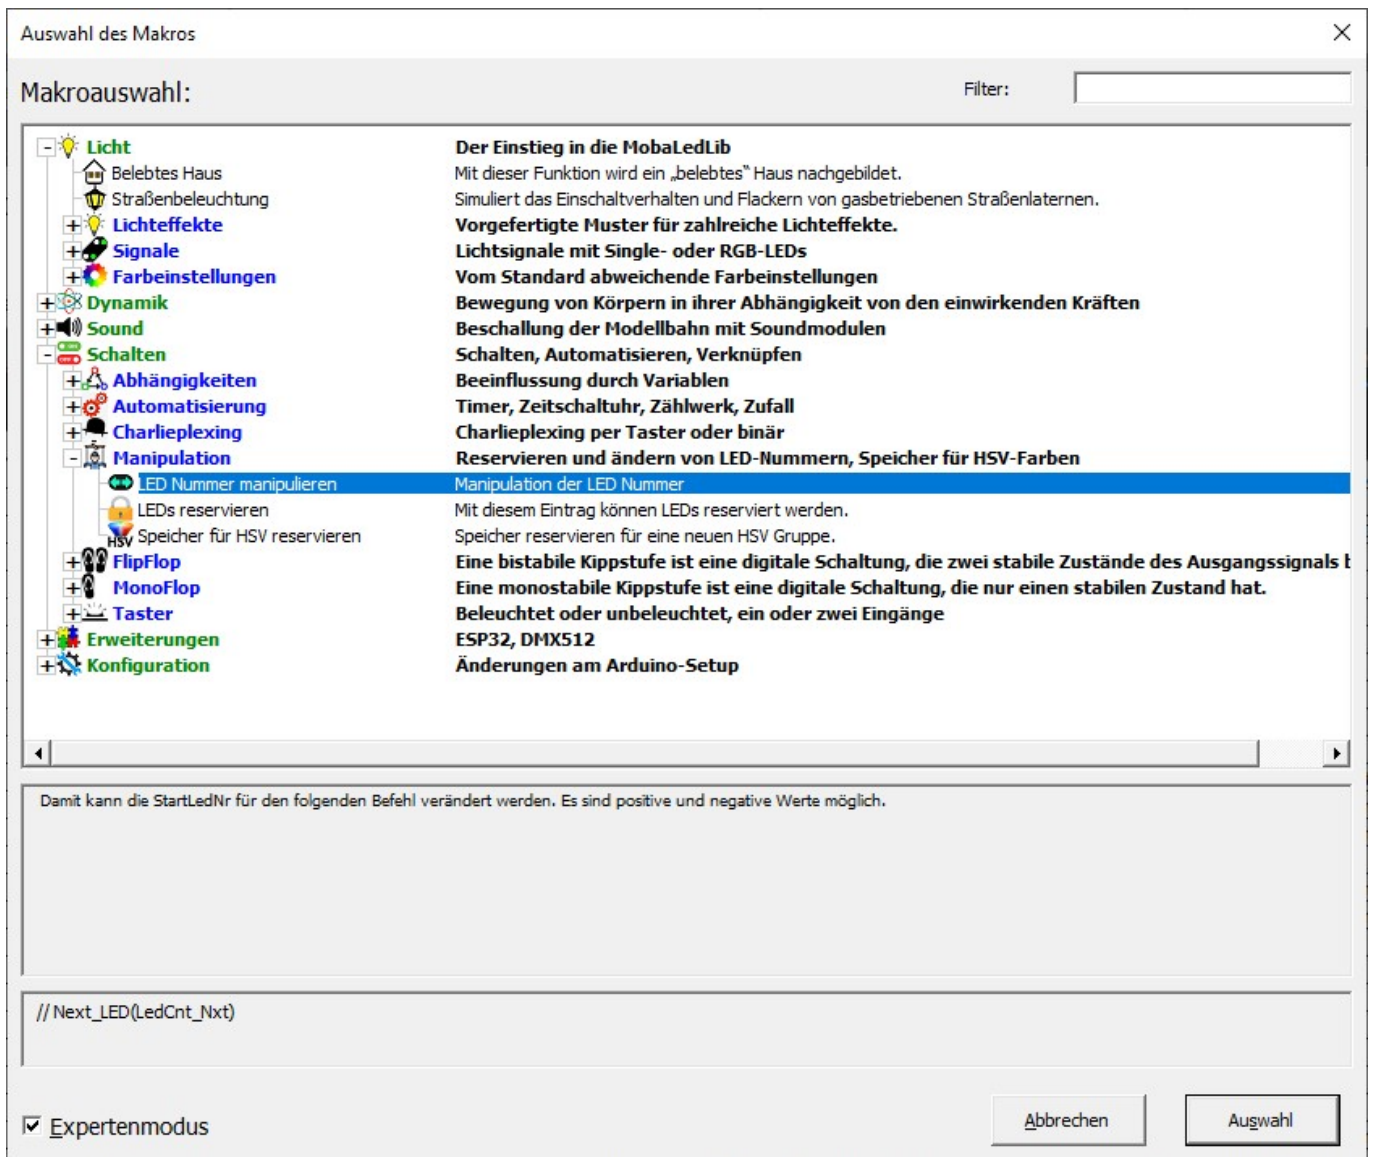 Auswahl des Makros
Makroauswahl: Filter:
Licht Der Einstieg in die MobaLedLib
Belebtes Haus Mit dieser Funktion wird ein „belebtes“ Haus nachgebildet.
Straßenbeleuchtung Simuliert das Einschaltverhalten und Flackern von gasbetriebenen Straßenlaternen.
Lichteffekte Vorgefertigte Muster für zahlreiche Lichteffekte.
Signale Lichtsignale mit Single- oder RGB-LEDs
Farbeinstellungen Vom Standard abweichende Farbeinstellungen
Dynamik Bewegung von Körpern in ihrer Abhängigkeit von den einwirkenden Kräften
Sound Beschallung der Modellbahn mit Soundmodulen
Schalten Schalten, Automatisieren, Verknüpfen
Abhängigkeiten Beeinflussung durch Variablen
Automatisierung Timer, Zeitschaltuhr, Zählwerk, Zufall
Charlieplexing Charlieplexing per Taster oder binär
Manipulation Reservieren und ändern von LED-Nummern, Speicher für HSV-Farben
LED Nummer manipulieren Manipulation der LED Nummer
LEDs reservieren Mit diesem Eintrag können LEDs reserviert werden.
HSV Speicher für HSV reservieren Speicher reservieren für eine neuen HSV Gruppe.
FlipFlop Eine bistabile Kippstufe ist eine digitale Schaltung, die zwei stabile Zustände des Ausgangssignals
MonoFlop Eine monostabile Kippstufe ist eine digitale Schaltung, die nur einen stabilen Zustand hat.
Taster Beleuchtet oder unbeleuchtet, ein oder zwei Eingänge
Erweiterungen ESP32, DMX512
Konfiguration Änderungen am Arduino-Setup
Damit kann die StartLedNr für den folgenden Befehl verändert werden. Es sind positive und negative Werte möglich.
// Next_LED(LedCnt_Nxt)
Expertenmodus Abbrechen Auswahl